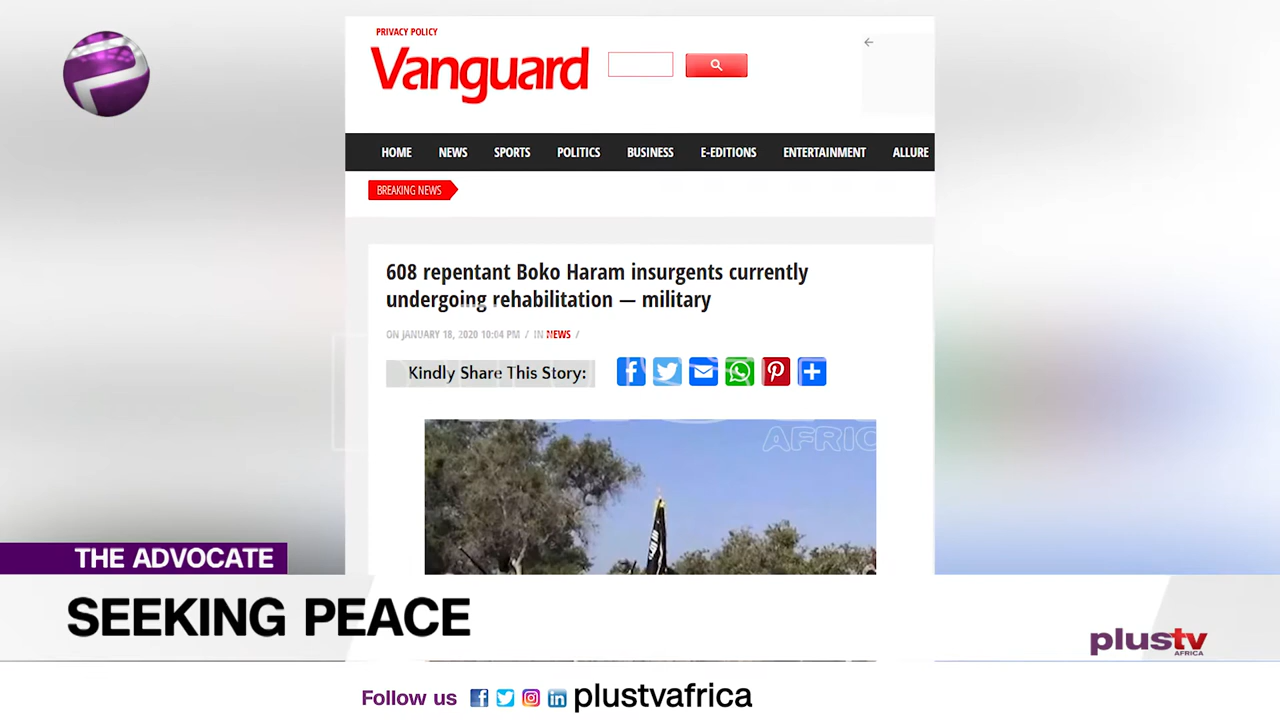 PRIVACY POLICY
Vanguard
HOME NEWS SPORTS POLITICS BUSINESS E-EDITIONS ENTERTAINMENT ALLURE
BREAKING NEWS
608 repentant Boko Haram insurgents currently
undergoing rehabilitation — military
ON JANUARY 18, 2020 10:04 PM / IN NEWS /
Kindly Share This Story:
AFRIC
THE ADVOCATE
SEEKING PEACE
plustv
AFRICA
Follow us plustvafrica